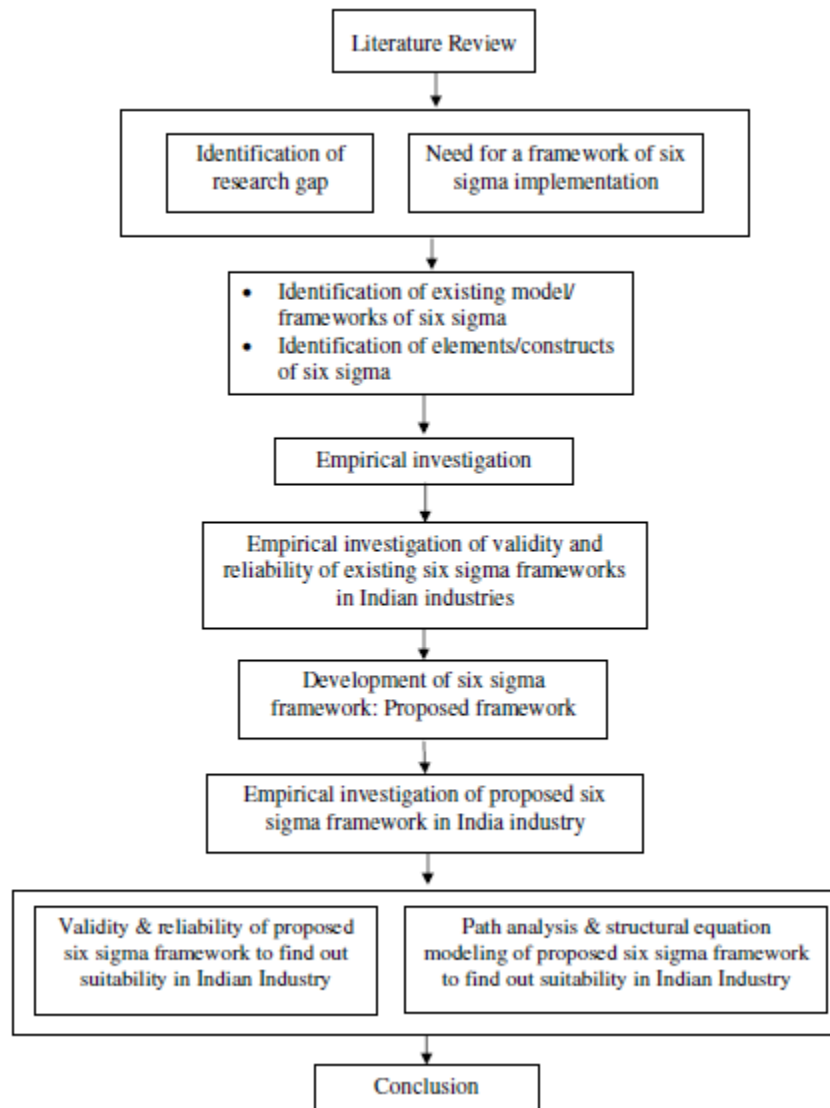 Literature Review
Identification of
research gap
Need for a framework of six
sigma implementation
• Identification of existing model/
frameworks of six sigma
• Identification of elements/constructs
of six sigma
Empirical investigation
Empirical investigation of validity and
reliability of existing six sigma frameworks
in Indian industries
Development of six sigma
framework: Proposed framework
Empirical investigation of proposed six
sigma framework in India industry
Validity & reliability of proposed
six sigma framework to find out
suitability in Indian Industry
Path analysis & structural equation
modeling of proposed six sigma framework
to find out suitability in Indian Industry
Conclusion